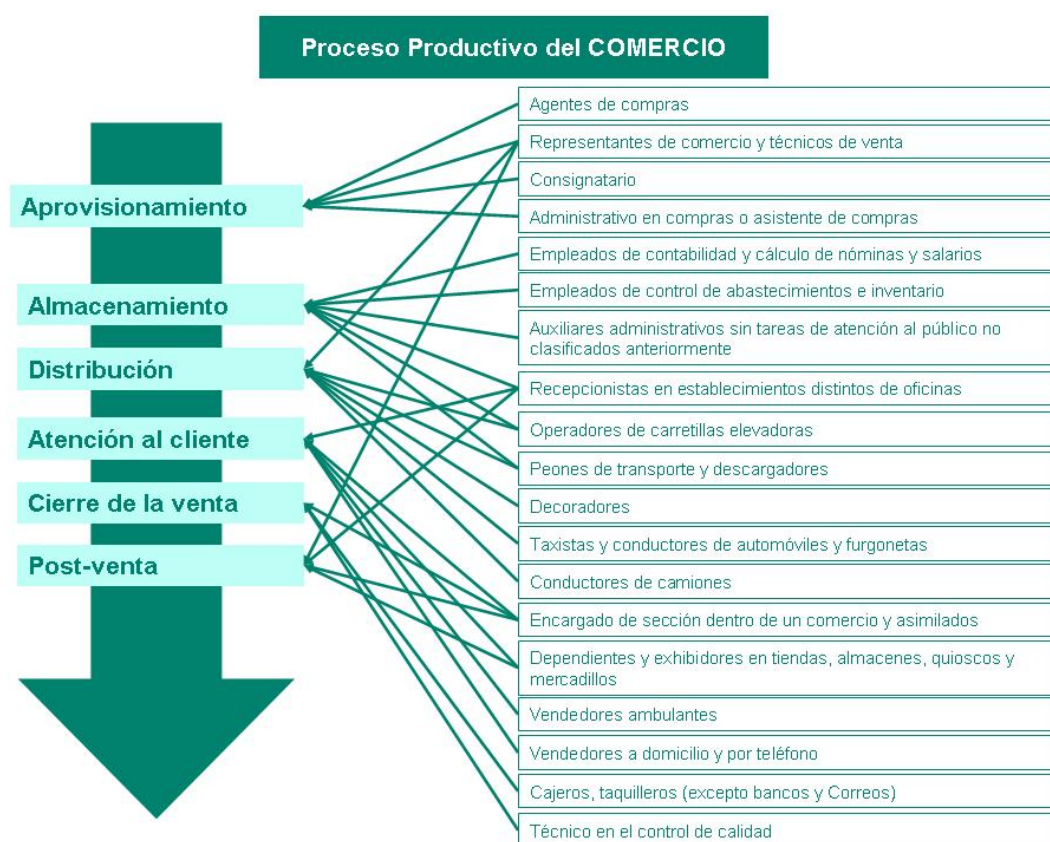 Proceso Productivo del COMERCIO
Aprovisionamiento
Almacenamiento
Distribución
Atención al cliente
Cierre de la venta
Post-venta
Agentes de compras
Representantes de comercio y técnicos de venta
Consignatario
Administrativo en compras o asistente de compras
Empleados de contabilidad y cálculo de nóminas y salarios
Empleados de control de abastecimientos e inventario
Auxiliares administrativos sin tareas de atención al público no
clasificados anteriormente
Recepcionistas en establecimientos distintos de oficinas
Operadores de carretillas elevadoras
Peones de transporte y descargadores
Decoradores
Taxistas y conductores de automóviles y furgonetas
Conductores de camiones
Encargado de sección dentro de un comercio y asimilados
Dependientes y exhibidores en tiendas, almacenes, quioscos y
mercadillos
Vendedores ambulantes
Vendedores a domicilio y por teléfono
Cajeros, taquilleros (excepto bancos y Correos)
Técnico en el control de calidad